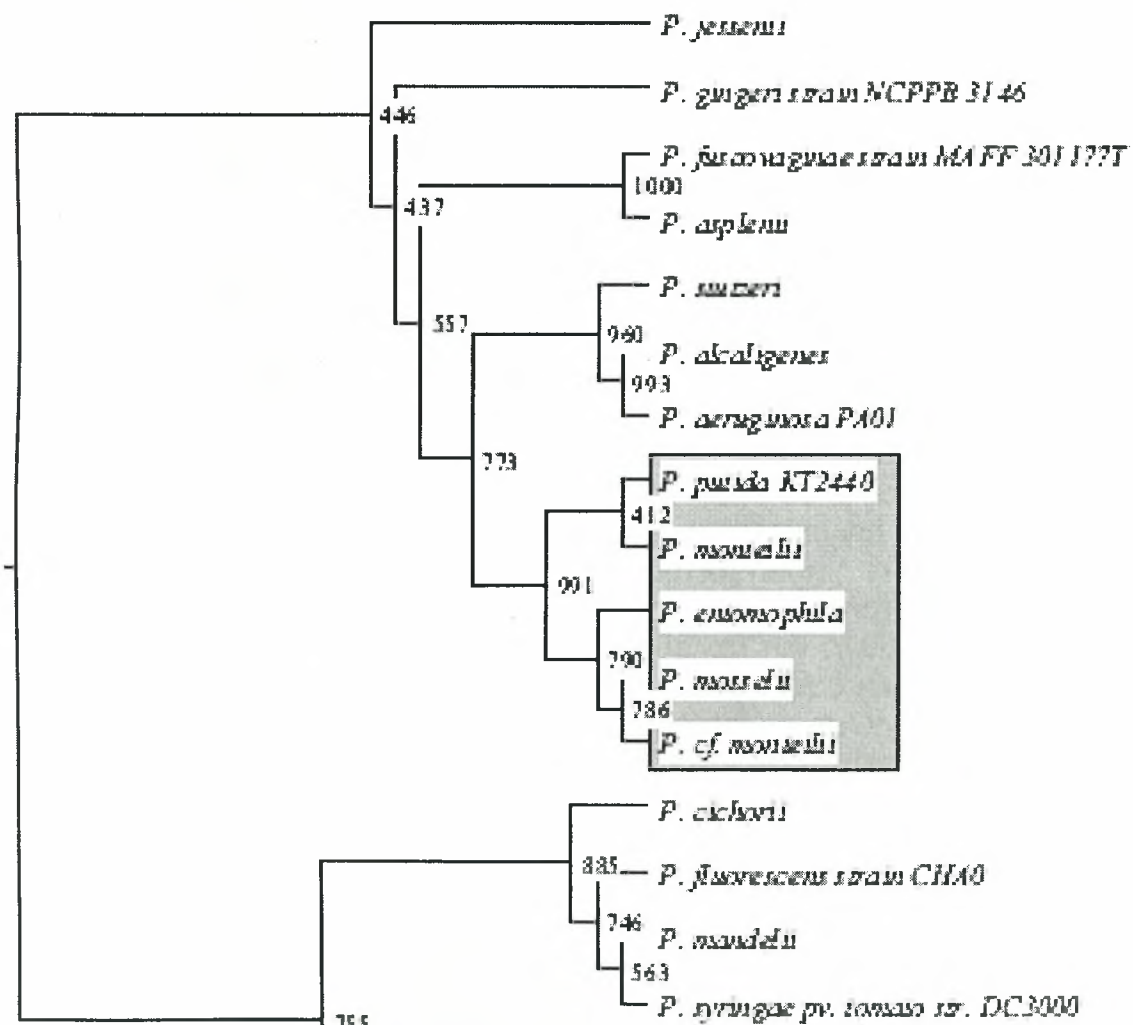 P. jessenii
P. gingeri strain NCPPB 3146
446
P. fuscovaginae strain MAFF 301177T
1000
437
P. asplenii
P. stutzeri
557
960
P. alcaligenes
993
P. aeruginosa PA01
773
P. putida KT2440
412
P. monteilii
991
P. entomophila
790
P. mosselii
786
P. cf. monteilii
P. cichorii
885
P. fluorescens strain CHA0
746
P. mandelii
563
P. syringae pv. tomato str. DC3000
755